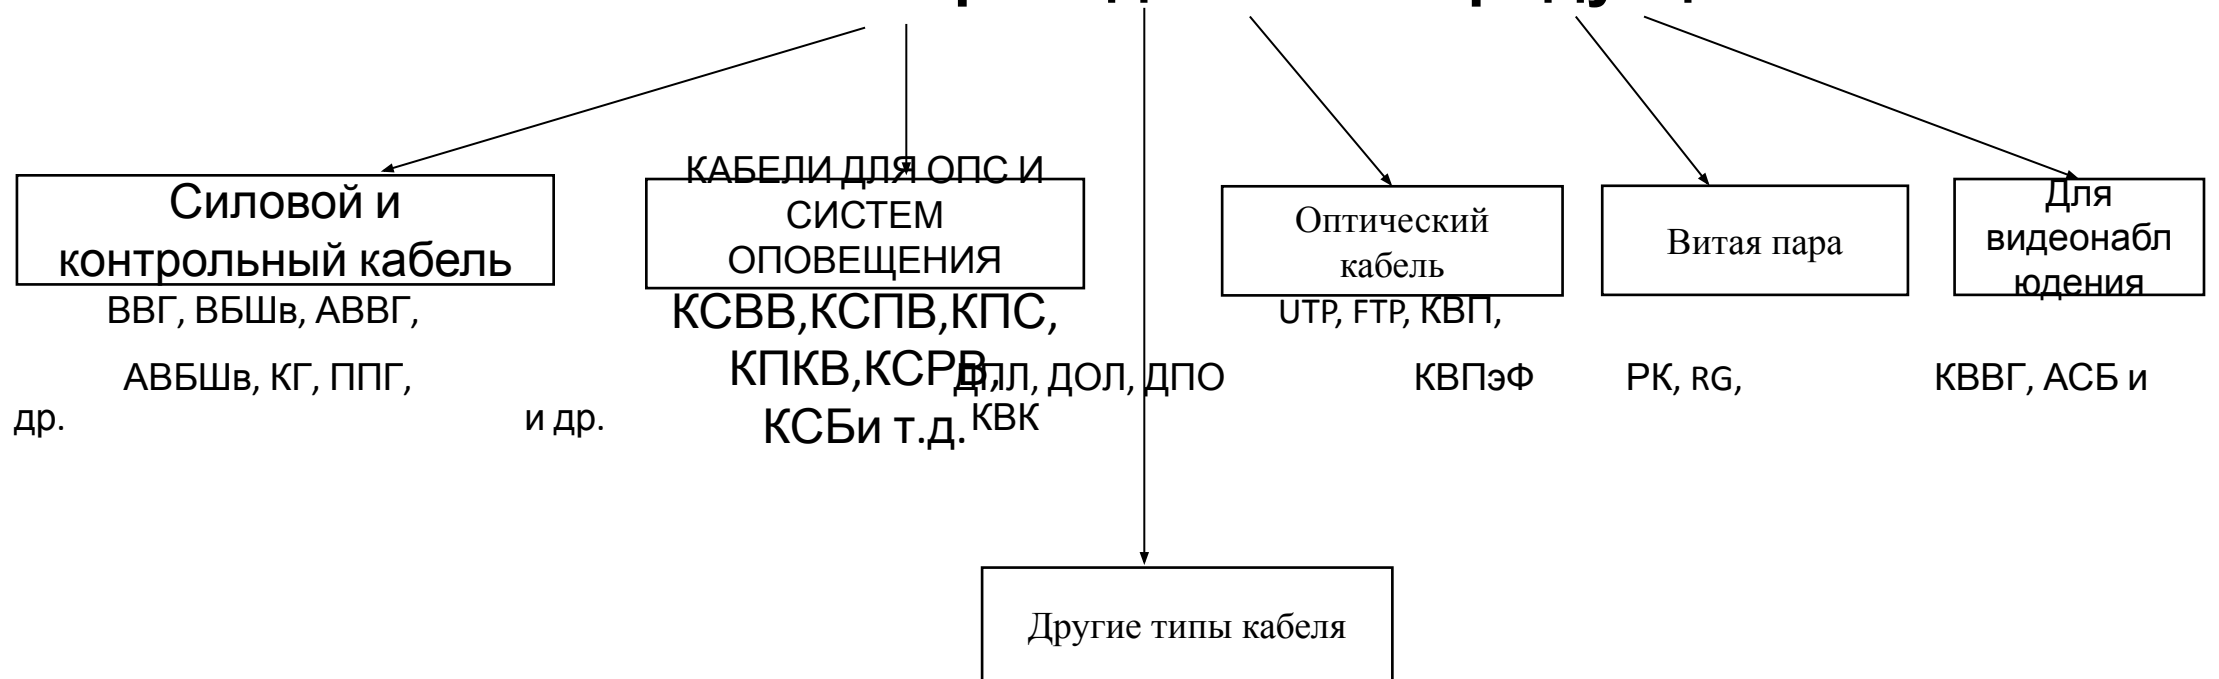 Силовой и
контрольный кабель
КАБЕЛИ ДЛЯ ОПС И
СИСТЕМ
ОПОВЕЩЕНИЯ
Оптический
кабель
Витая пара
Для
видеонабл
юдения
ВВГ, ВБШв, АВВГ,
КСВВ,КСПВ,КПС,
UTP, FTP, КВП,
КПКВ,КСРВ,
АВБШв, КГ, ППГ,
ДПЛ, ДОЛ, ДПО
КВПэФ
РК, RG,
КВВГ, АСБ и
др.
и др.
КСБи т.д.
КВК
Другие типы кабеля